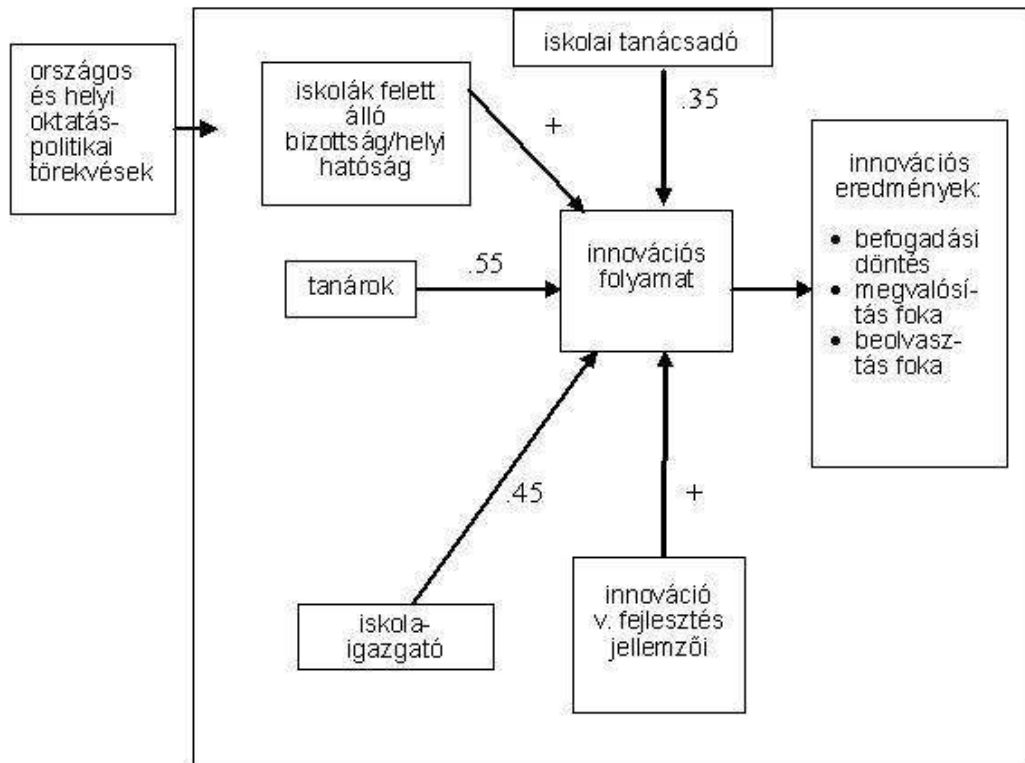 iskolai tanácsadó
országos
és helyi
oktatás-
politikai
törekvések
iskolák felett
álló
bizottság/helyi
hatóság
+
.35
innovációs
eredmények:
• befogadási
döntés
• megvalósí-
tás foka
• beolvasz-
tás foka
tanárok
.55
innovációs
folyamat
.45
+
iskola-
igazgató
innováció
v. fejlesztés
jellemzői